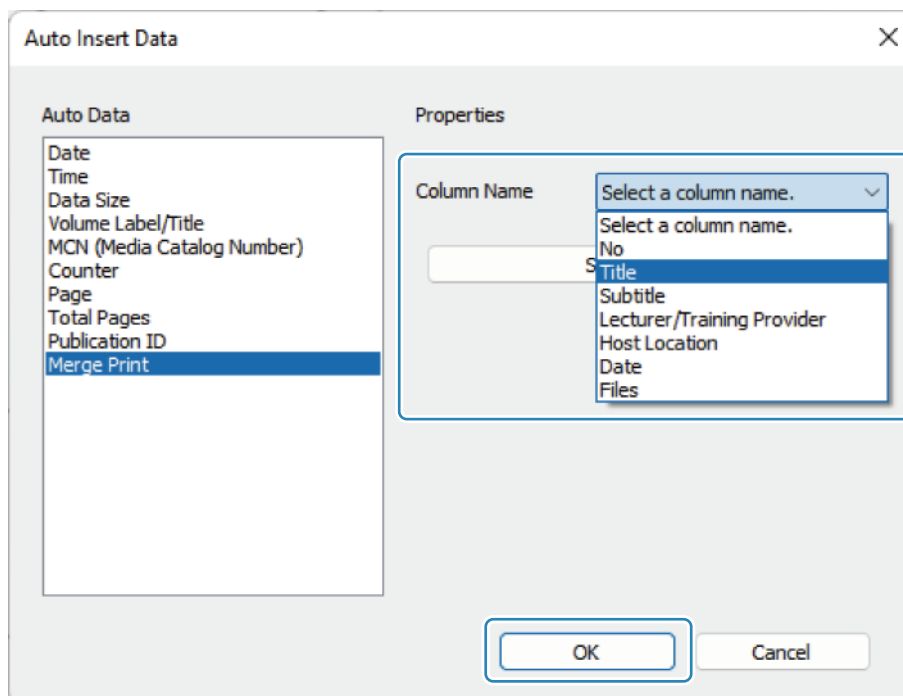 Auto Insert Data
Auto Data
Date
Time
Data Size
Volume Label/Title
MCN (Media Catalog Number)
Counter
Page
Total Pages
Publication ID
Merge Print
Properties
Column Name
Select a column name.
Select a column name.
No
Title
Subtitle
Lecturer/Training Provider
Host Location
Date
Files
OK
Cancel